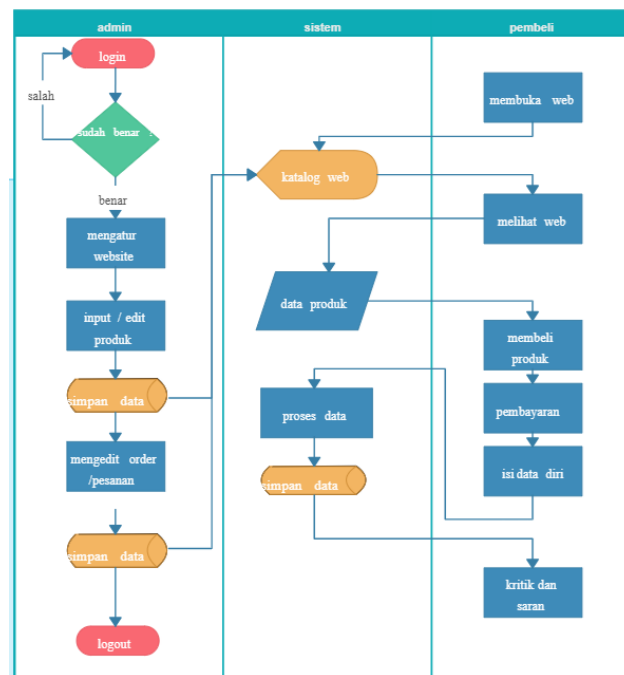 admin
sistem
pembeli
login
salah
sudah benar ?
benar
mengatur
website
input / edit
produk
simpan data
mengedit order
/pesanan
simpan data
logout
katalog web
data produk
proses data
simpan data
membuka web
melihat web
membeli
produk
pembayaran
isi data diri
kritik dan
saran